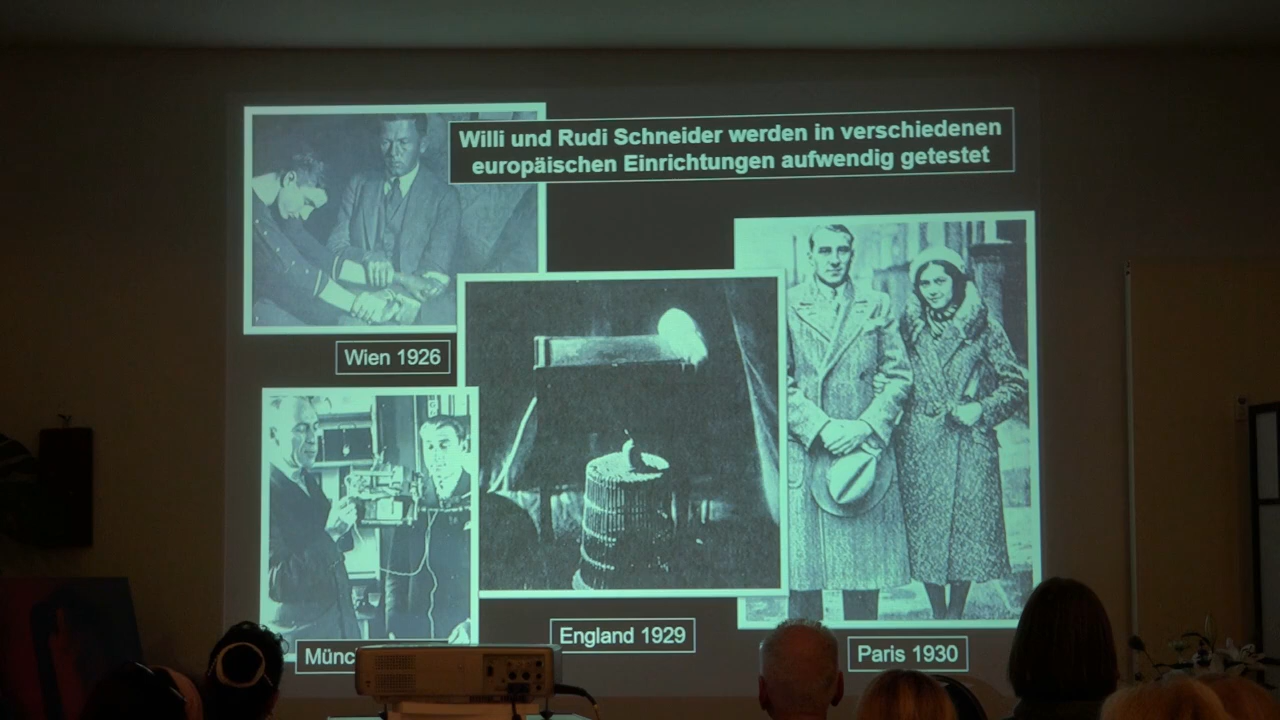 Willi und Rudi Schneider werden in verschiedenen
europäischen Einrichtungen aufwendig getestet
Wien 1926
England 1929
Paris 1930